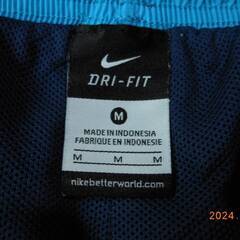 DRI-FIT
M
MADE IN INDONESIA
FABRIQUE EN INDONESIE
M M M
nikebetterworld.com
2024.